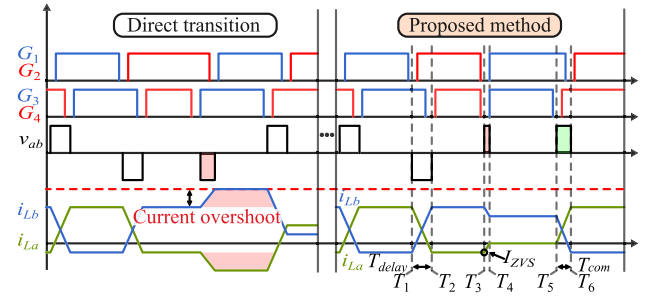 Direct transition
Proposed method
G1
G2
G3
G4
vab
...
iLb
Current overshoot
iLa
iLb
iLa
Tdelay
IZVS
Tcom
T1 T2 T3 T4 T5 T6